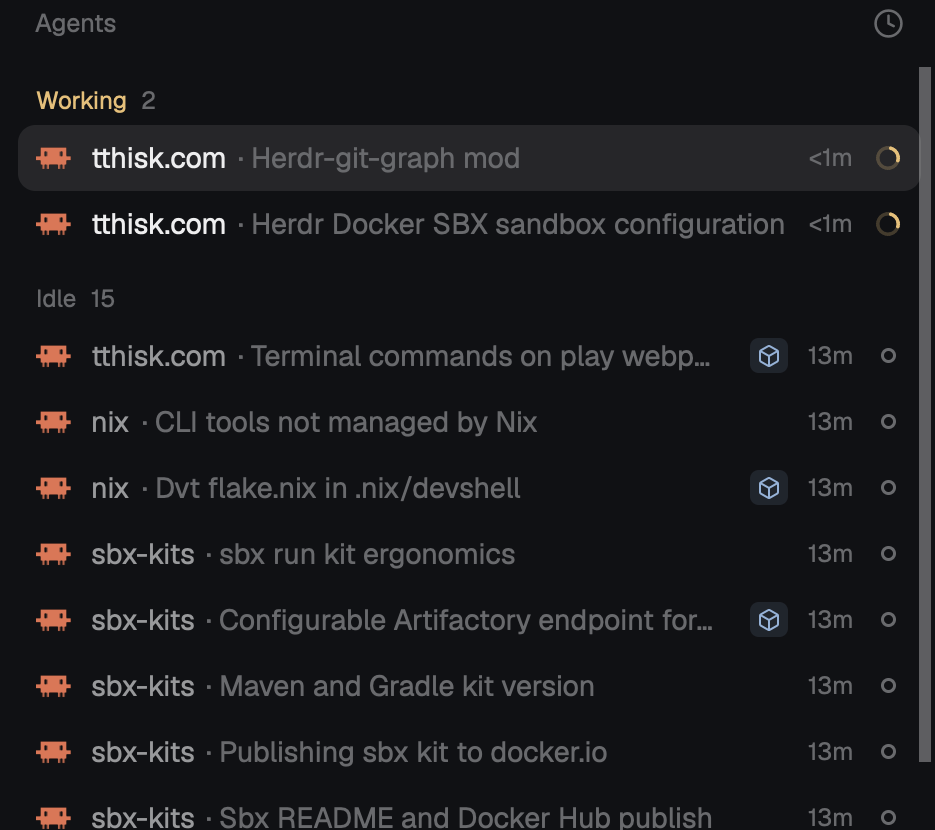 Agents
Working 2
tthisk.com · Herdr-git-graph mod <1m
tthisk.com · Herdr Docker SBX sandbox configuration <1m
Idle 15
tthisk.com · Terminal commands on play webp... 13m
nix · CLI tools not managed by Nix 13m
nix · Dvt flake.nix in .nix/devshell 13m
sbx-kits · sbx run kit ergonomics 13m
sbx-kits · Configurable Artifactory endpoint for... 13m
sbx-kits · Maven and Gradle kit version 13m
sbx-kits · Publishing sbx kit to docker.io 13m
sbx-kits · Sbx README and Docker Hub publish 13m